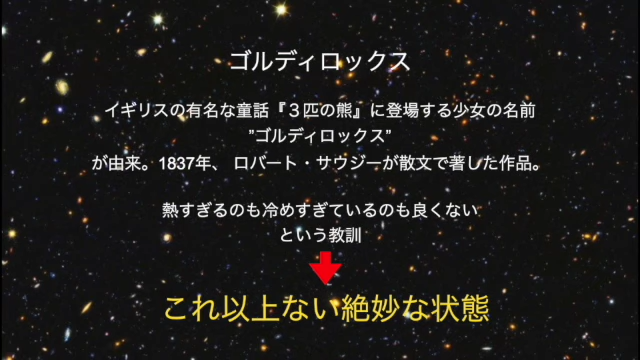 ゴルディロックス
イギリスの有名な童話『３匹の熊』に登場する少女の名前
”ゴルディロックス”
が由来。1837年、 ロバート・サウジーが散文で著した作品。
熱すぎるのも冷めすぎているのも良くない
という教訓
これ以上ない絶妙な状態